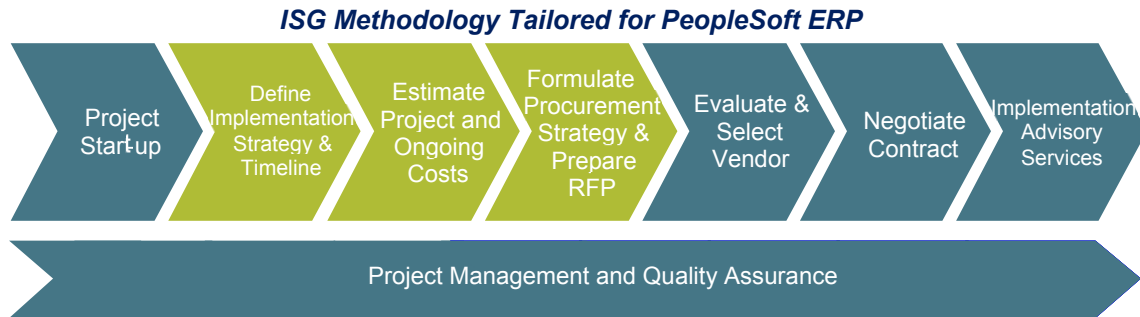 ISG Methodology Tailored for PeopleSoft ERP
Project
Start-up
Define
Implementation
Strategy &
Timeline
Estimate
Project and
Ongoing
Costs
Formulate
Procurement
Strategy &
Prepare
RFP
Evaluate &
Select
Vendor
Negotiate
Contract
Implementation
Advisory
Services
Project Management and Quality Assurance